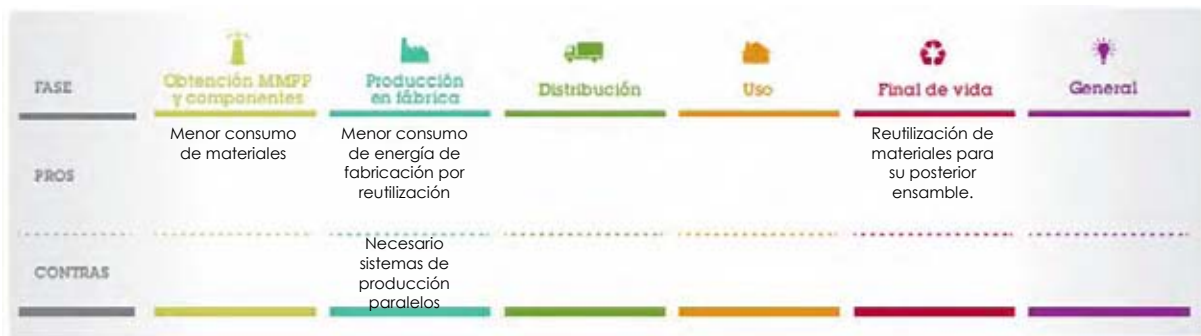 FASE
Obtención MMPP
y componentes
Producción
en fábrica
Distribución
Uso
Final de vida
General
PROS
Menor consumo
de materiales
Menor consumo
de energía de
fabricación por
reutilización
Reutilización de
materiales para
su posterior
ensamble.
CONTRAS
Necesario
sistemas de
producción
paralelos